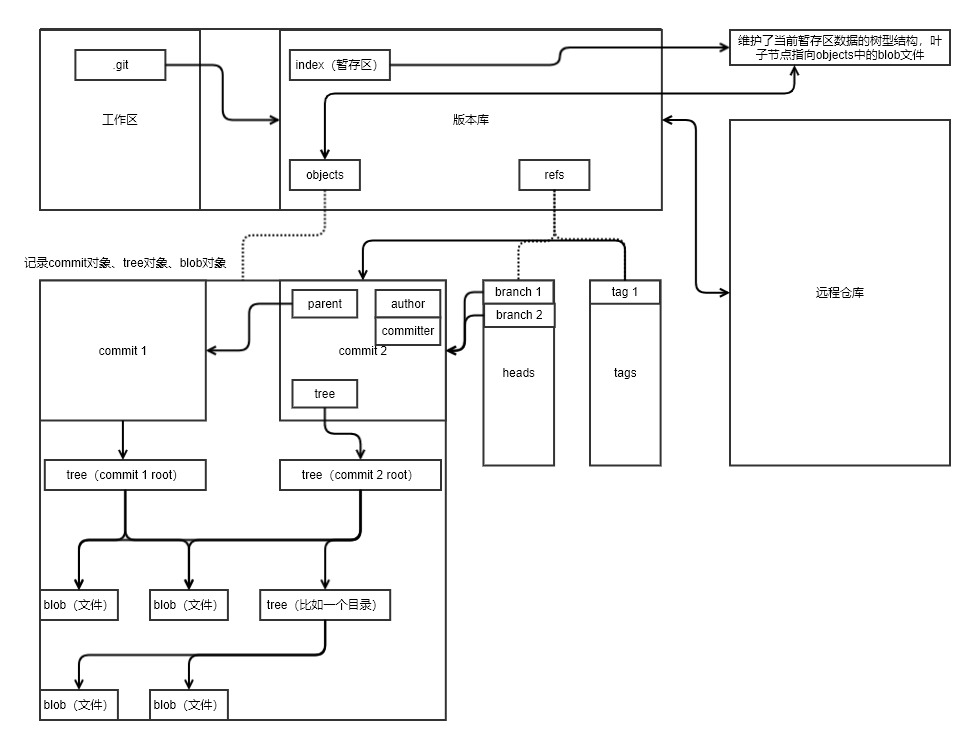 .git
index（暂存区）
维护了当前暂存区数据的树型结构，叶
子节点指向objects中的blob文件
工作区
版本库
objects
refs
记录commit对象、tree对象、blob对象
parent
author
committer
commit 1
commit 2
tree
branch 1
branch 2
heads
tag 1
tags
远程仓库
tree（commit 1 root）
tree（commit 2 root）
blob（文件）
blob（文件）
tree（比如一个目录）
blob（文件）
blob（文件）